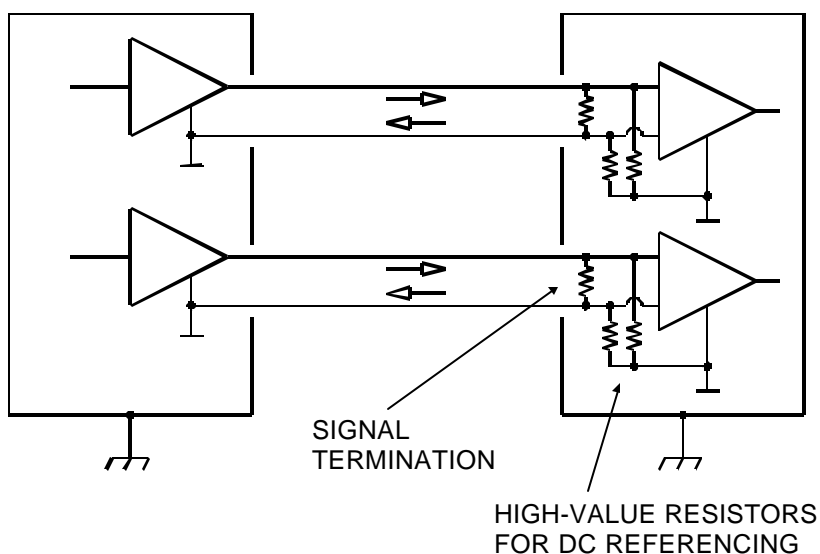 SIGNAL
TERMINATION
HIGH-VALUE RESISTORS
FOR DC REFERENCING